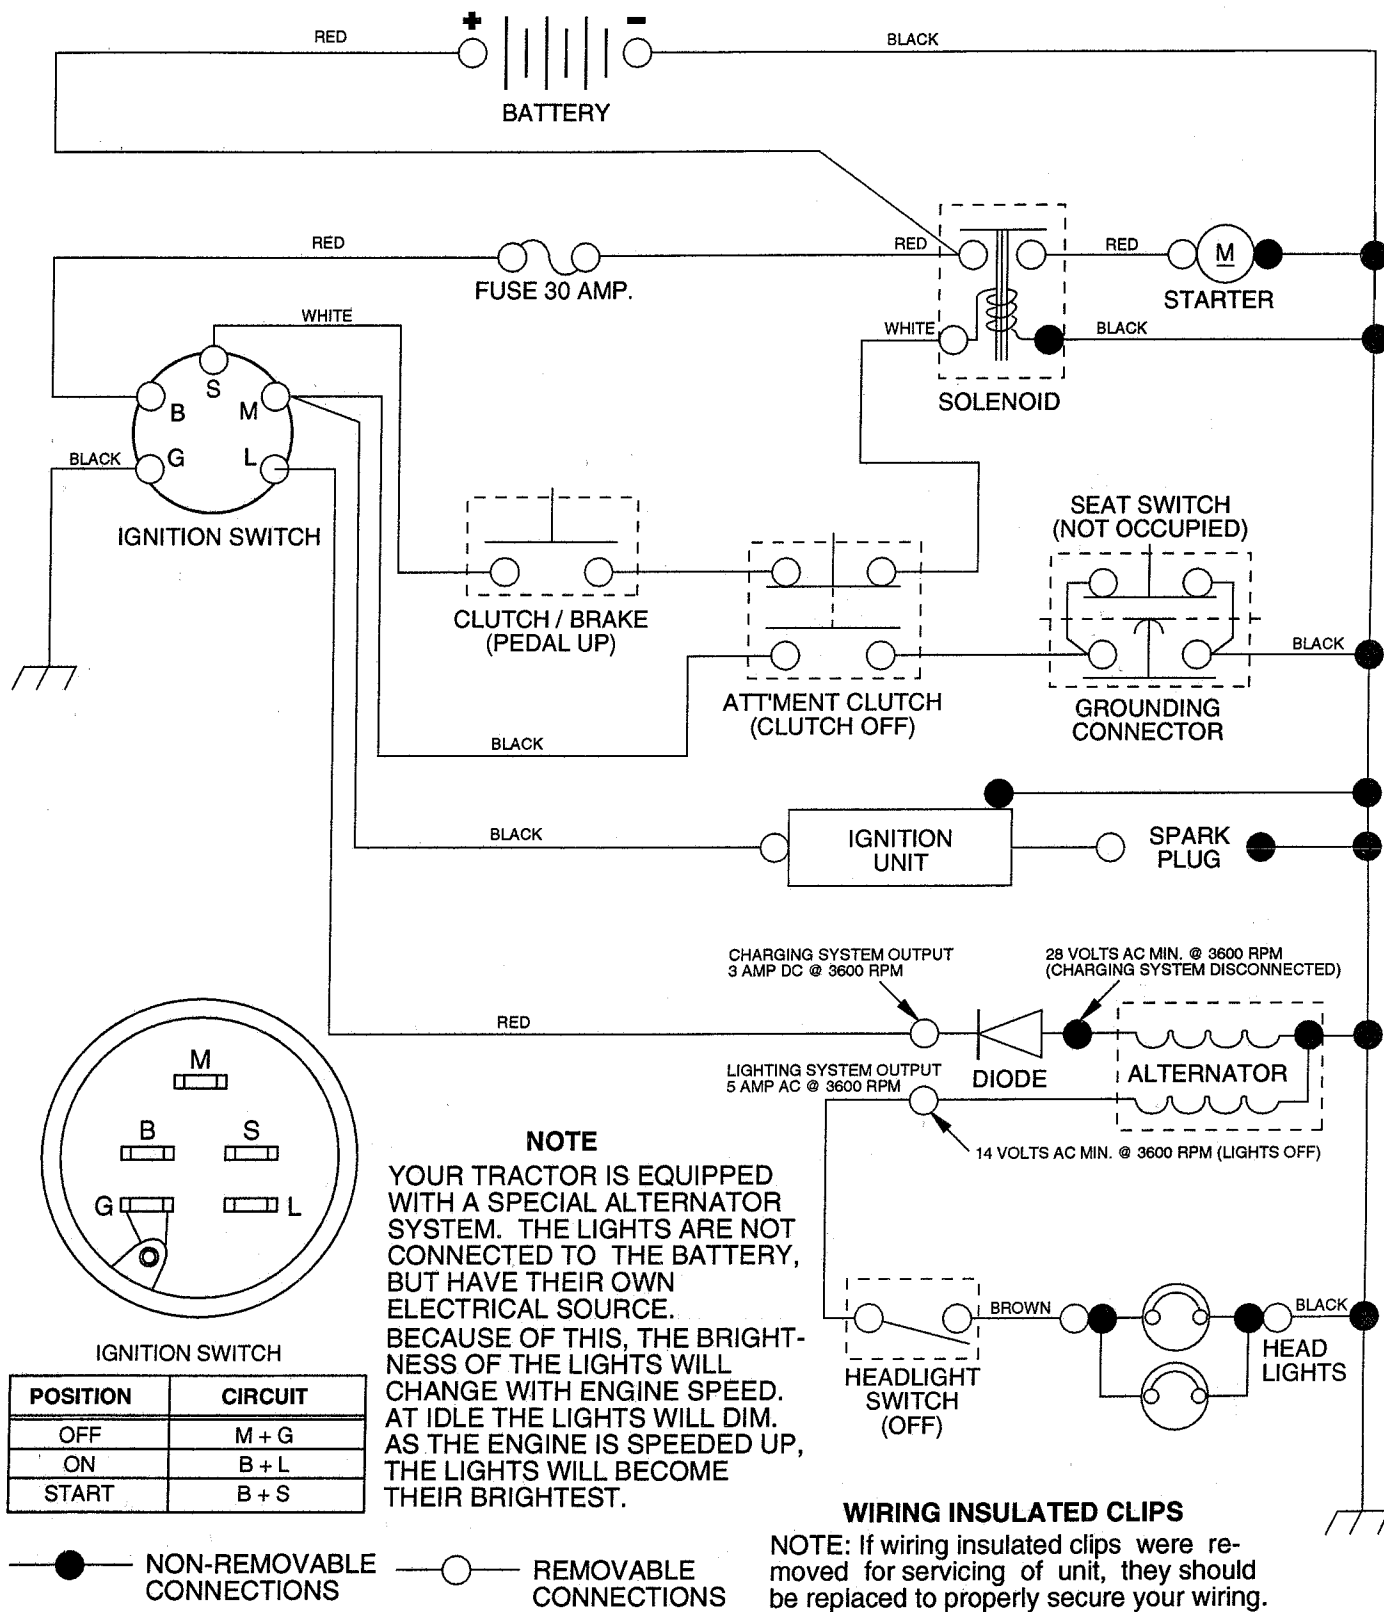 + -
RED
BLACK
BATTERY
RED
FUSE 30 AMP.
RED
RED
M
STARTER
WHITE
WHITE
BLACK
SOLENOID
S
B
M
G
L
BLACK
IGNITION SWITCH
CLUTCH / BRAKE
(PEDAL UP)
ATT'MENT CLUTCH
(CLUTCH OFF)
SEAT SWITCH
(NOT OCCUPIED)
BLACK
GROUNDING
CONNECTOR
BLACK
BLACK
IGNITION
UNIT
SPARK
PLUG
CHARGING SYSTEM OUTPUT
3 AMP DC @ 3600 RPM
28 VOLTS AC MIN. @ 3600 RPM
(CHARGING SYSTEM DISCONNECTED)
RED
DIODE
ALTERNATOR
LIGHTING SYSTEM OUTPUT
5 AMP AC @ 3600 RPM
14 VOLTS AC MIN. @ 3600 RPM (LIGHTS OFF)
M
B
S
G
L
IGNITION SWITCH
POSITION CIRCUIT
OFF M + G
ON B + L
START B + S
NOTE
YOUR TRACTOR IS EQUIPPED
WITH A SPECIAL ALTERNATOR
SYSTEM. THE LIGHTS ARE NOT
CONNECTED TO THE BATTERY,
BUT HAVE THEIR OWN
ELECTRICAL SOURCE.
BECAUSE OF THIS, THE BRIGHT-
NESS OF THE LIGHTS WILL
CHANGE WITH ENGINE SPEED.
AT IDLE THE LIGHTS WILL DIM.
AS THE ENGINE IS SPEEDED UP,
THE LIGHTS WILL BECOME
THEIR BRIGHTEST.
BROWN
BLACK
HEADLIGHT
SWITCH
(OFF)
HEAD
LIGHTS
WIRING INSULATED CLIPS
NOTE: If wiring insulated clips were re-
moved for servicing of unit, they should
be replaced to properly secure your wiring.
NON-REMOVABLE
CONNECTIONS
REMOVABLE
CONNECTIONS